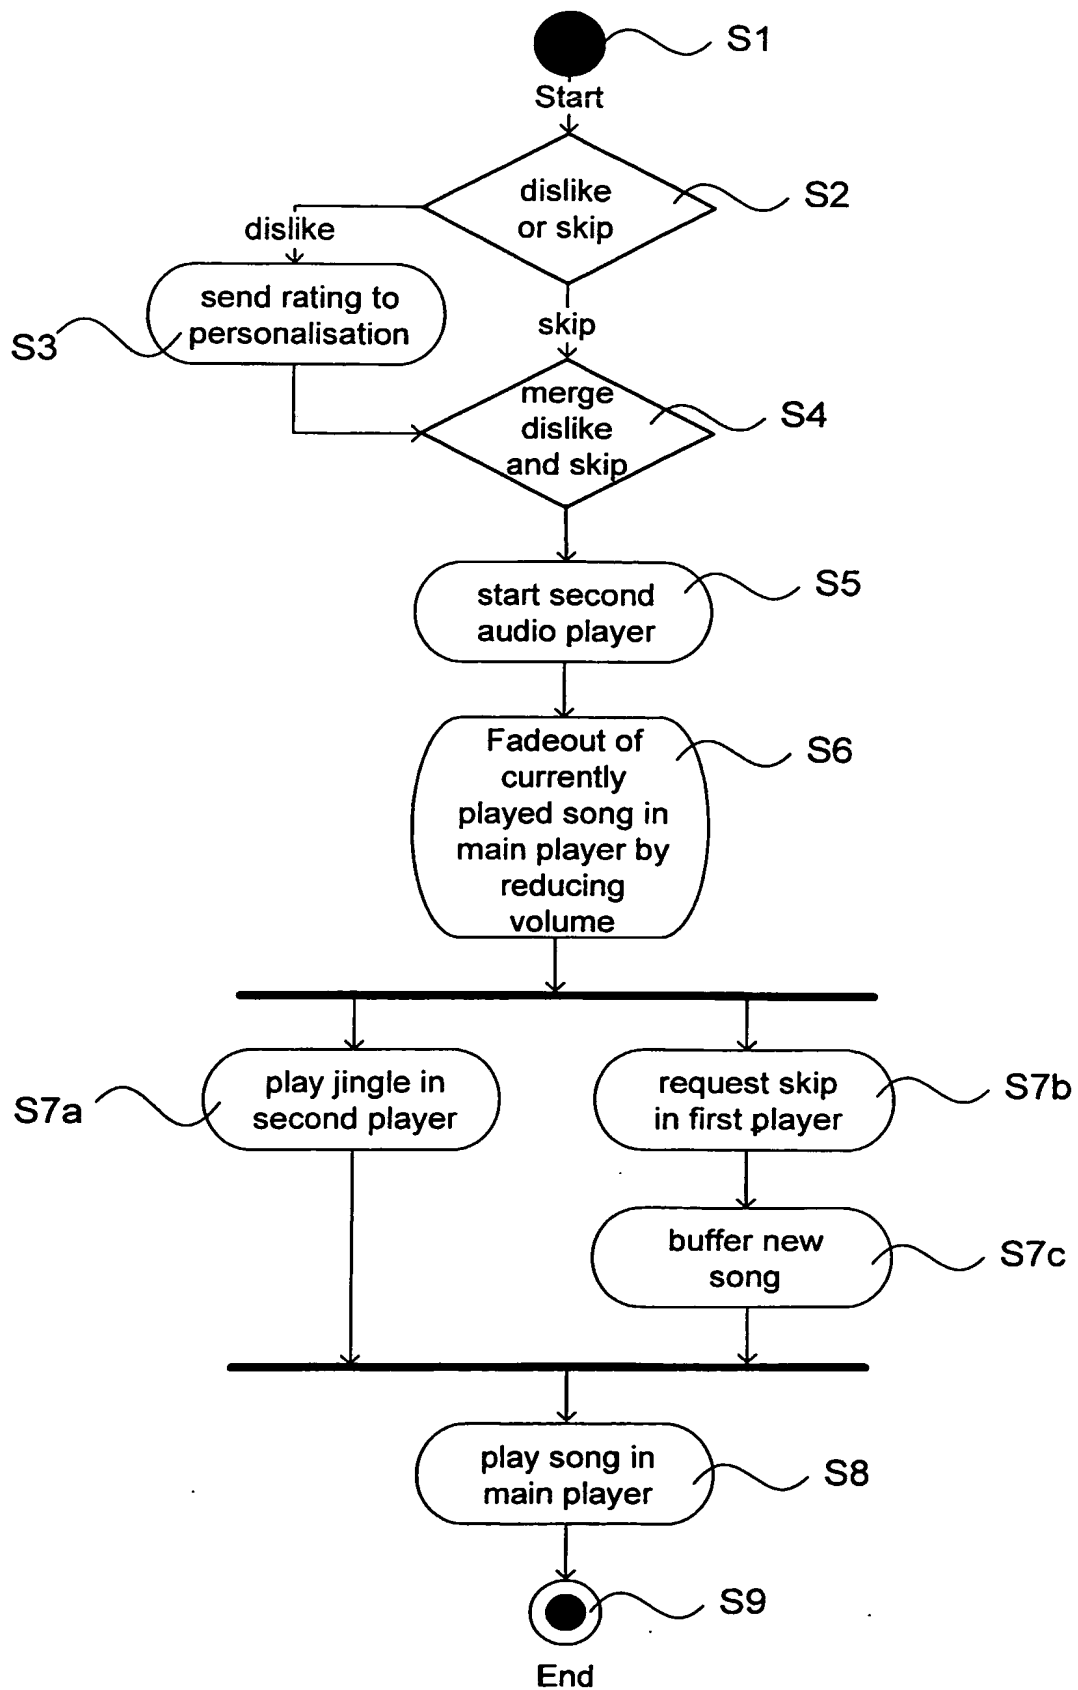 S1
Start
dislike
or skip
S2
dislike
send rating to
personalisation
S3
skip
merge
dislike
and skip
S4
start second
audio player
S5
Fadeout of
currently
played song in
main player by
reducing
volume
S6
play jingle in
second player
S7a
request skip
in first player
S7b
buffer new
song
S7c
play song in
main player
S8
S9
End